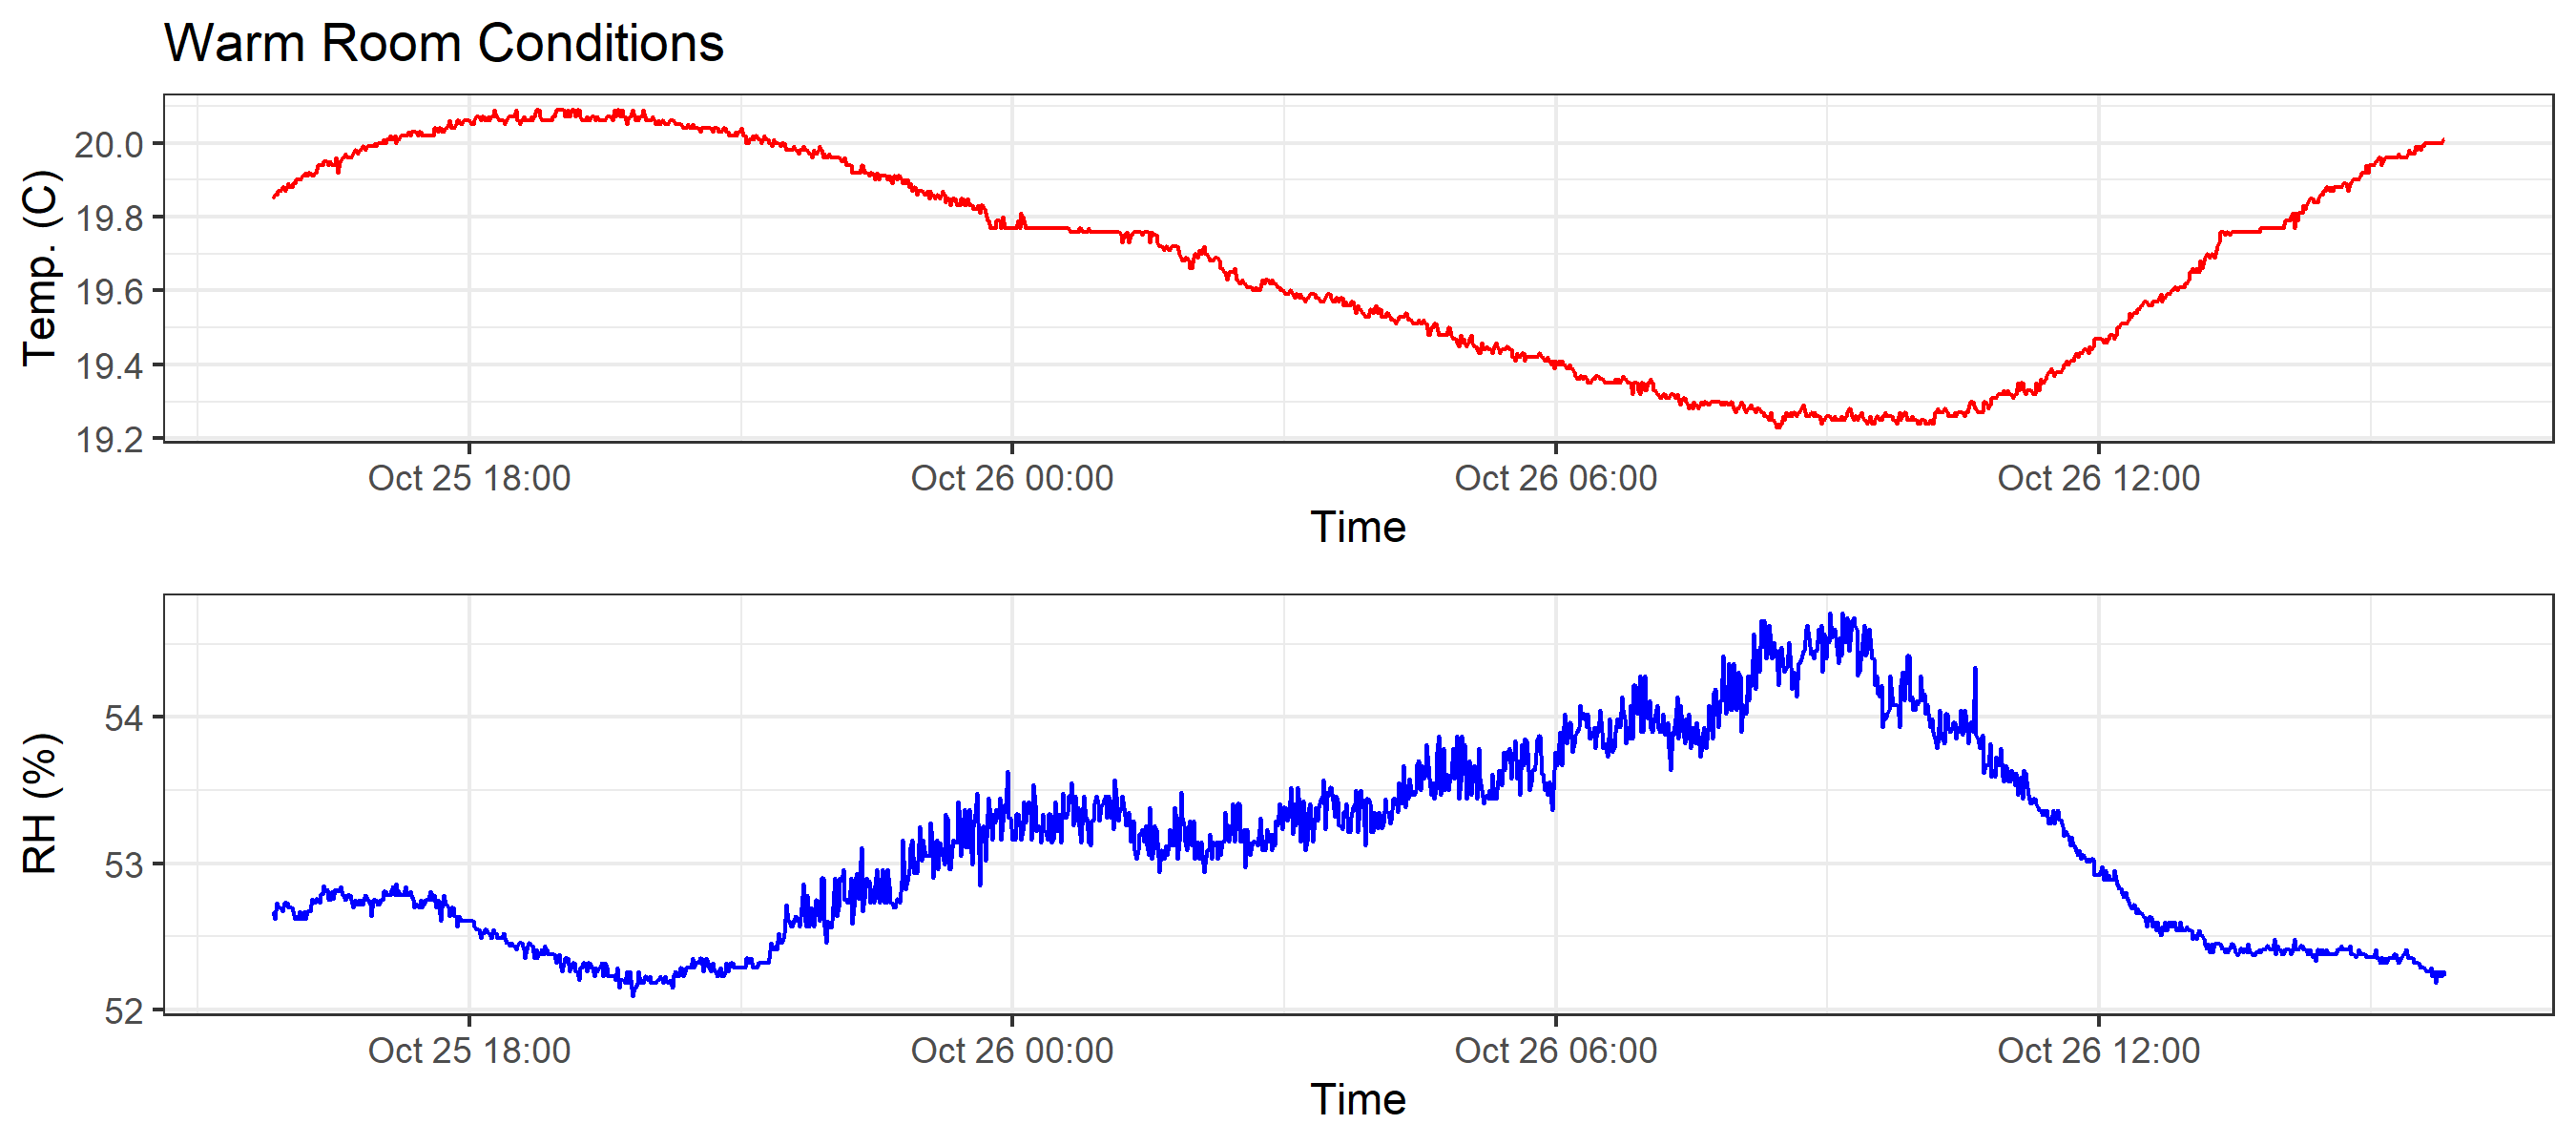 Warm Room Conditions
Temp. (C)
20.0
19.8
19.6
19.4
19.2
Oct 25 18:00 Oct 26 00:00 Oct 26 06:00 Oct 26 12:00
Time
RH (%)
54
53
52
Oct 25 18:00 Oct 26 00:00 Oct 26 06:00 Oct 26 12:00
Time